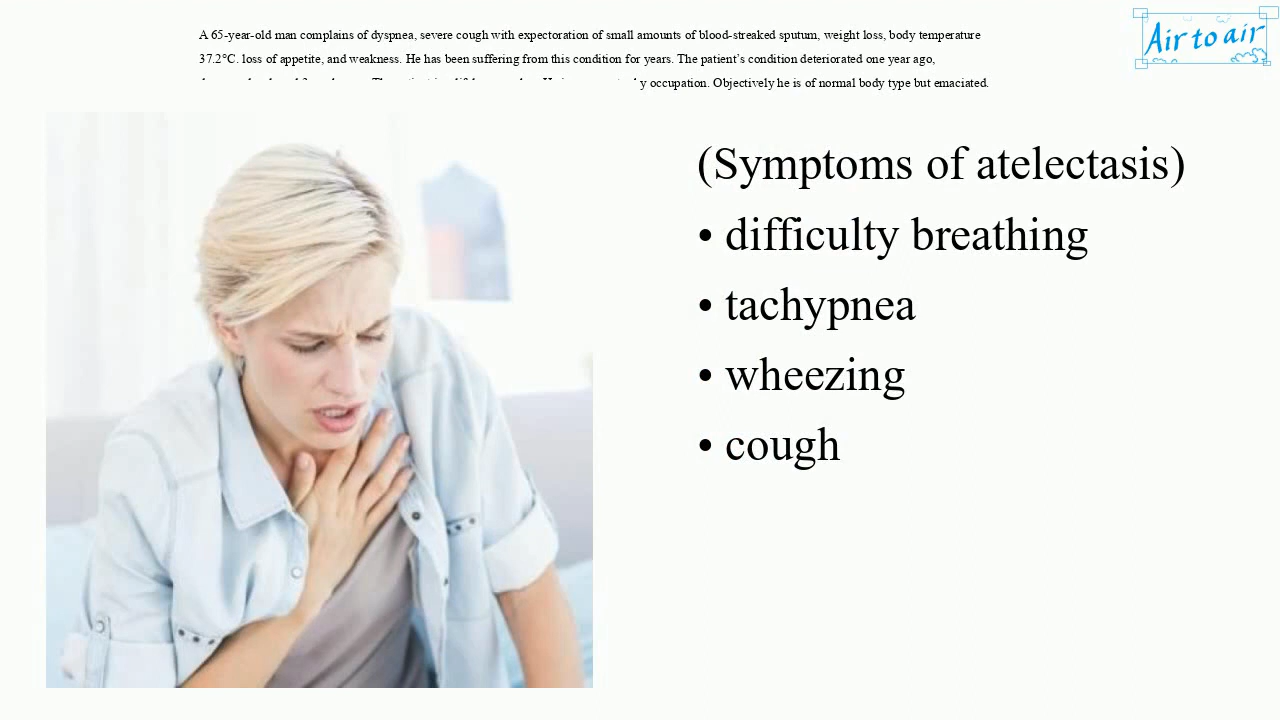 A 65-year-old man complains of dyspnea, severe cough with expectoration of small amounts of blood-streaked sputum, weight loss, body temperature
37.2°C. loss of appetite, and weakness. He has been suffering from this condition for years. The patient's condition deteriorated one year ago,
y occupation. Objectively he is of normal body type but emaciated.
Air to air
(Symptoms of atelectasis)
• difficulty breathing
• tachypnea
• wheezing
• cough